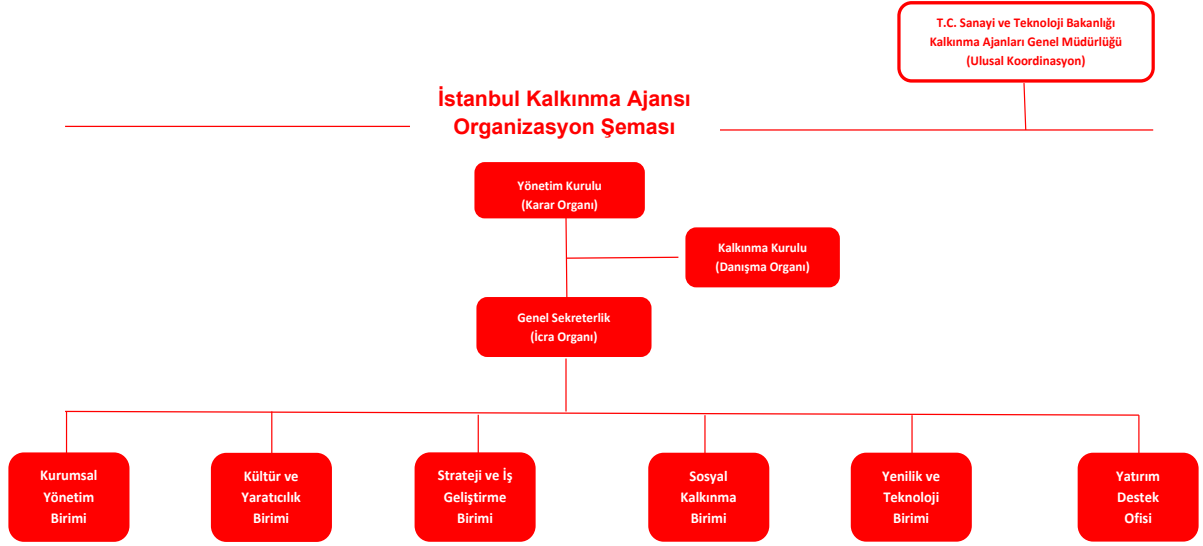 T.C. Sanayi ve Teknoloji Bakanlığı
Kalkınma Ajanları Genel Müdürlüğü
(Ulusal Koordinasyon)
İstanbul Kalkınma Ajansı
Organizasyon Şeması
Yönetim Kurulu
(Karar Organı)
Kalkınma Kurulu
(Danışma Organı)
Genel Sekreterlik
(İcra Organı)
Kurumsal
Yönetim
Birimi
Kültür ve
Yaratıcılık
Birimi
Strateji ve İş
Geliştirme
Birimi
Sosyal
Kalkınma
Birimi
Yenilik ve
Teknoloji
Birimi
Yatırım
Destek
Ofisi